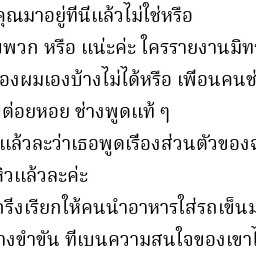 คุณมาอยู่ที่นี่แล้วไม่ใช่หรือ
พวก หรือ แน่ะค่ะ ใครรายงานมิท
องผมเองบ้างไม่ได้หรือ เพื่อนคนช่
ต่อยหอย ช่างพูดแท้ ๆ
แล้วละว่าเธอพูดเรื่องส่วนตัวของฉ
หิวแล้วละค่ะ
กริ่งเรียกให้คนนำอาหารใส่รถเข็นม
างขำขัน ที่เบนความสนใจของเขาไ